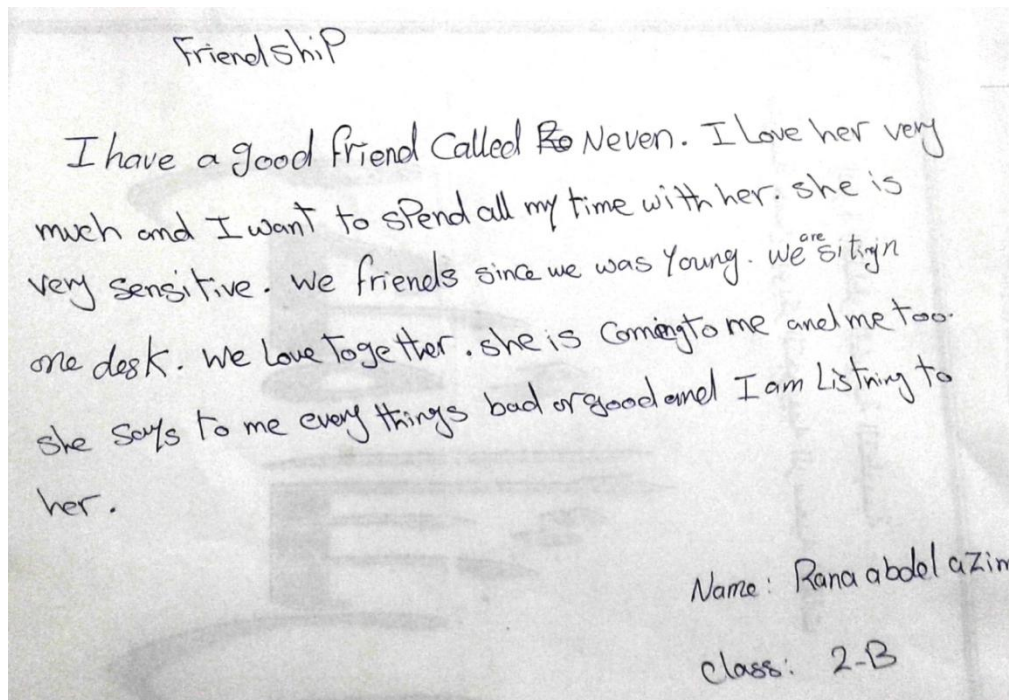 FriendshiP
I have a good friend Called Neven. I Love her very
much and I want to sPend all my time with her. she is
very sensitive. we friends since we was Young. we are sitign
one desk. we Love together. she is Comingto me and me too.
she says to me every things bad or good and I am Listning to
her.
Name: Rana abdel azim
class: 2-B